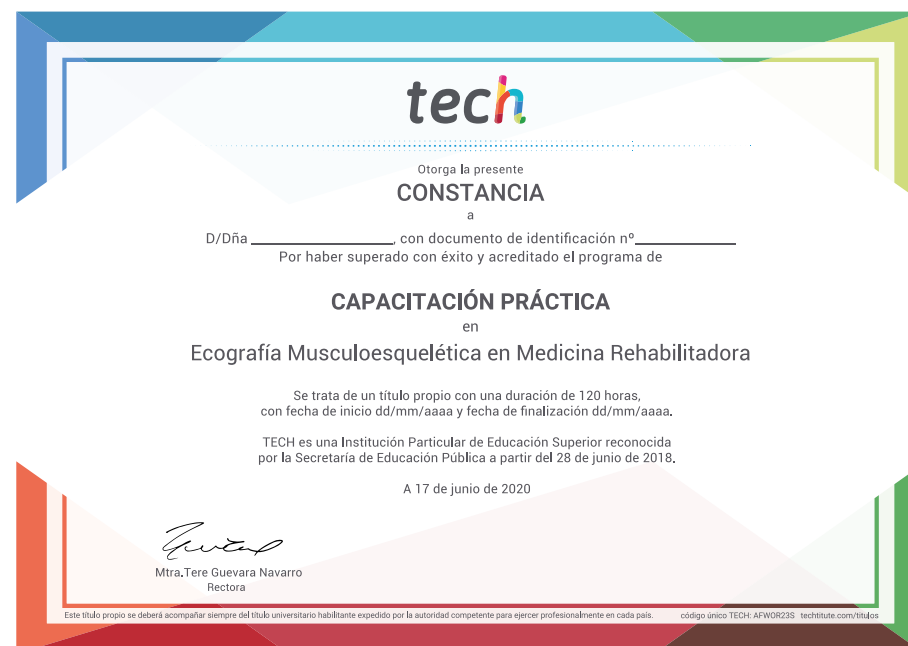 tech
Otorga la presente
CONSTANCIA
a
D/Dña ________________, con documento de identificación nº____________
Por haber superado con éxito y acreditado el programa de
CAPACITACIÓN PRÁCTICA
en
Ecografía Musculoesquelética en Medicina Rehabilitadora
Se trata de un título propio con una duración de 120 horas,
con fecha de inicio dd/mm/aaaa y fecha de finalización dd/mm/aaaa.
TECH es una Institución Particular de Educación Superior reconocida
por la Secretaría de Educación Pública a partir del 28 de junio de 2018.
A 17 de junio de 2020
Mtra.Tere Guevara Navarro
Rectora
Este título propio se deberá acompañar siempre del título universitario habilitante expedido por la autoridad competente para ejercer profesionalmente en cada país. código único TECH: AFWOR23S techtitute.com/titulos